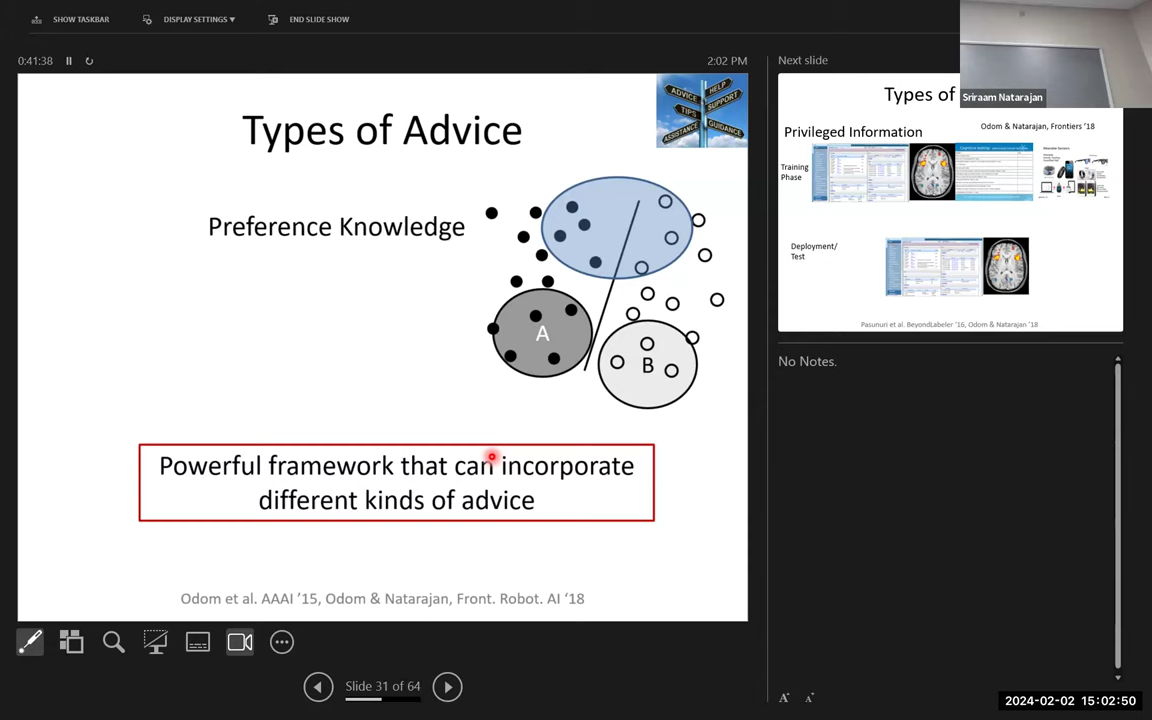 SHOW TASKBAR
DISPLAY SETTINGS ▼
END SLIDE SHOW
0:41:38
2:02 PM
Types of Advice
ADVICE
HELP
TIPS
SUPPORT
ASSISTANCE
GUIDANCE
Preference Knowledge
A
B
Powerful framework that can incorporate
different kinds of advice
Odom et al. AAAI '15, Odom & Natarajan, Front. Robot. AI '18
Slide 31 of 64
Next slide
Sriraam Natarajan
Types of
Privileged Information
Odom & Natarajan, Frontiers '18
Training
Phase
Deployment/
Test
Pasunuri et al. BeyondLabeler '16, Odom & Natarajan '18
No Notes.
A
A
2024-02-02 15:02:50